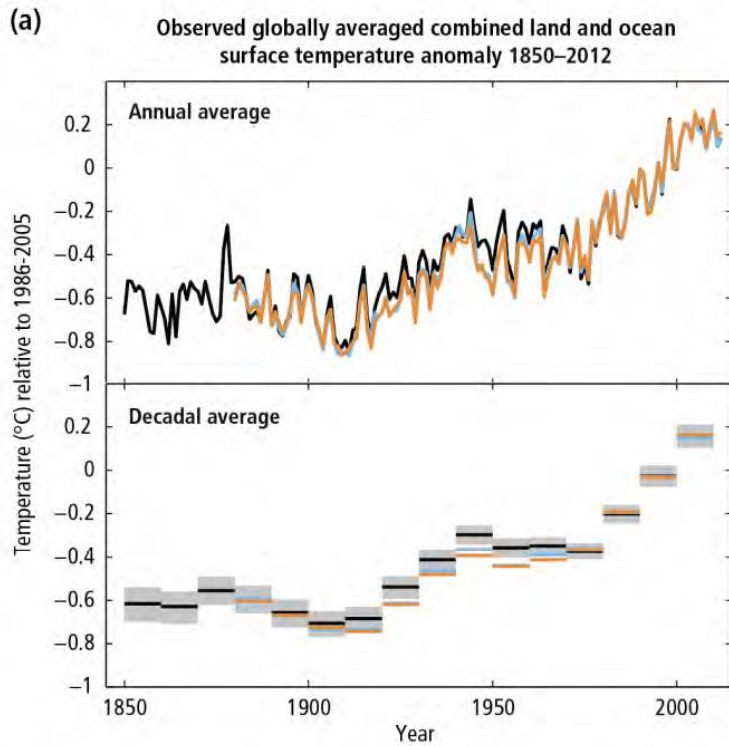 (a)
Observed globally averaged combined land and ocean
surface temperature anomaly 1850–2012
Annual average
0.2
0
−0.2
−0.4
−0.6
−0.8
−1
Temperature (°C) relative to 1986-2005
Decadal average
0.2
0
−0.2
−0.4
−0.6
−0.8
−1
1850
1900
1950
2000
Year